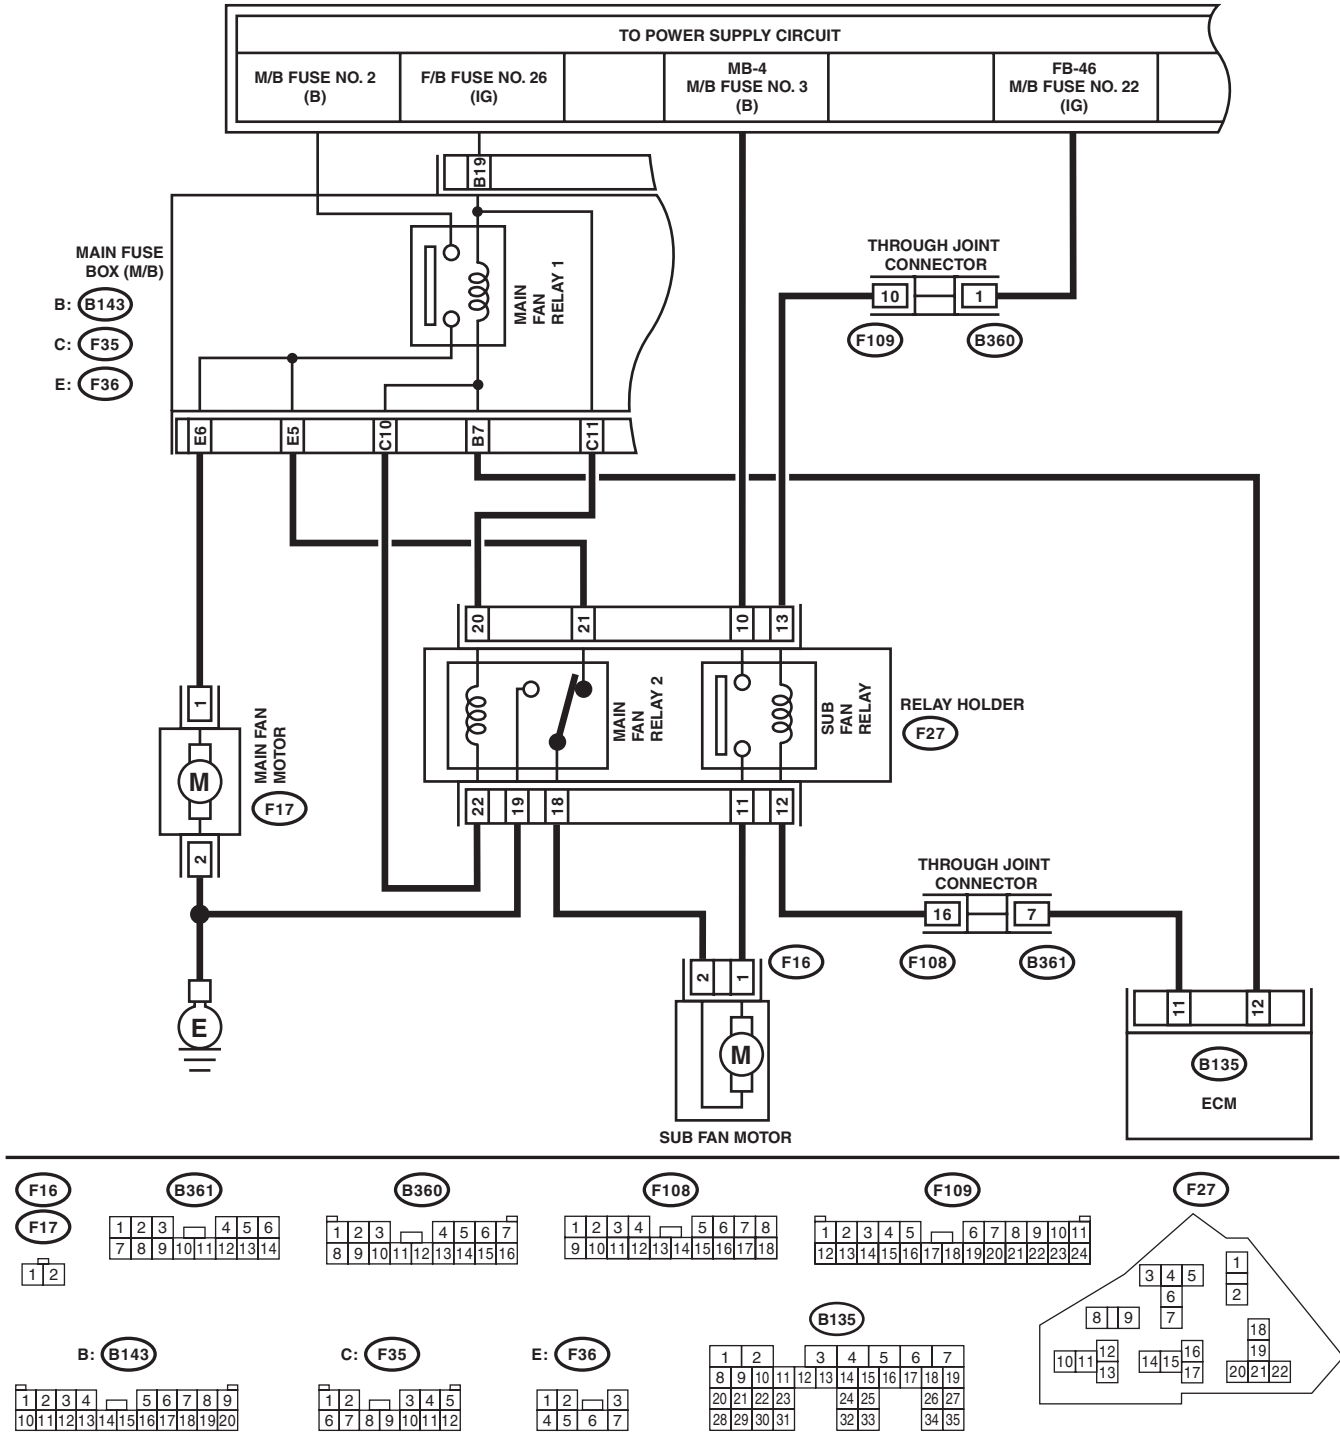 TO POWER SUPPLY CIRCUIT
M/B FUSE NO. 2
(B)
F/B FUSE NO. 26
(IG)
MB-4
M/B FUSE NO. 3
(B)
FB-46
M/B FUSE NO. 22
(IG)
B19
MAIN FUSE
BOX (M/B)
B: B143
C: F35
E: F36
MAIN
FAN
RELAY 1
THROUGH JOINT
CONNECTOR
10 1
F109 B360
E6 E5 C10 B7 C11
20 21 10 13
MAIN
FAN
RELAY 2
SUB
FAN
RELAY
RELAY HOLDER
F27
22 19 18 11 12
1
M
2
MAIN FAN
MOTOR
F17
THROUGH JOINT
CONNECTOR
16 7
F108 B361
F16
2 1
M
SUB FAN MOTOR
E
11 12
B135
ECM
F16
F17
1 2
B361
1 2 3 4 5 6
7 8 9 10 11 12 13 14
B360
1 2 3 4 5 6 7
8 9 10 11 12 13 14 15 16
F108
1 2 3 4 5 6 7 8
9 10 11 12 13 14 15 16 17 18
F109
1 2 3 4 5 6 7 8 9 10 11
12 13 14 15 16 17 18 19 20 21 22 23 24
F27
1
3 4 5
2
6
8 9 7
18
12 16 19
10 11 14 15
13 17 20 21 22
B: B143
1 2 3 4 5 6 7 8 9
10 11 12 13 14 15 16 17 18 19 20
C: F35
1 2 3 4 5
6 7 8 9 10 11 12
E: F36
1 2 3
4 5 6 7
B135
1 2 3 4 5 6 7
8 9 10 11 12 13 14 15 16 17 18 19
20 21 22 23 24 25 26 27
28 29 30 31 32 33 34 35